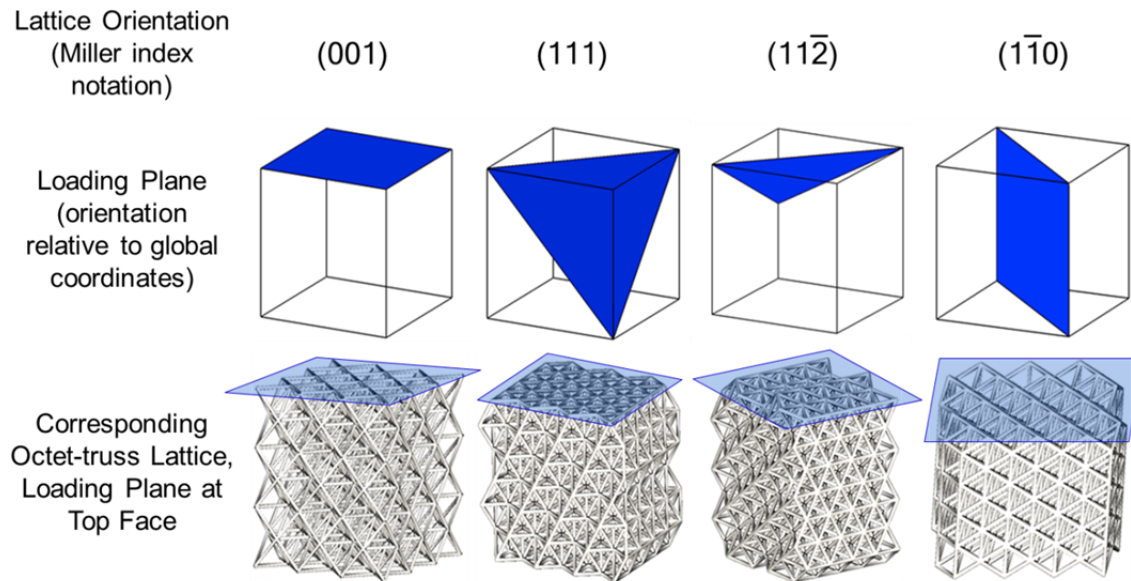 Lattice Orientation
(Miller index
notation)
(001)
(111)
(112̅)
(11̅0)
Loading Plane
(orientation
relative to global
coordinates)
Corresponding
Octet-truss Lattice,
Loading Plane at
Top Face